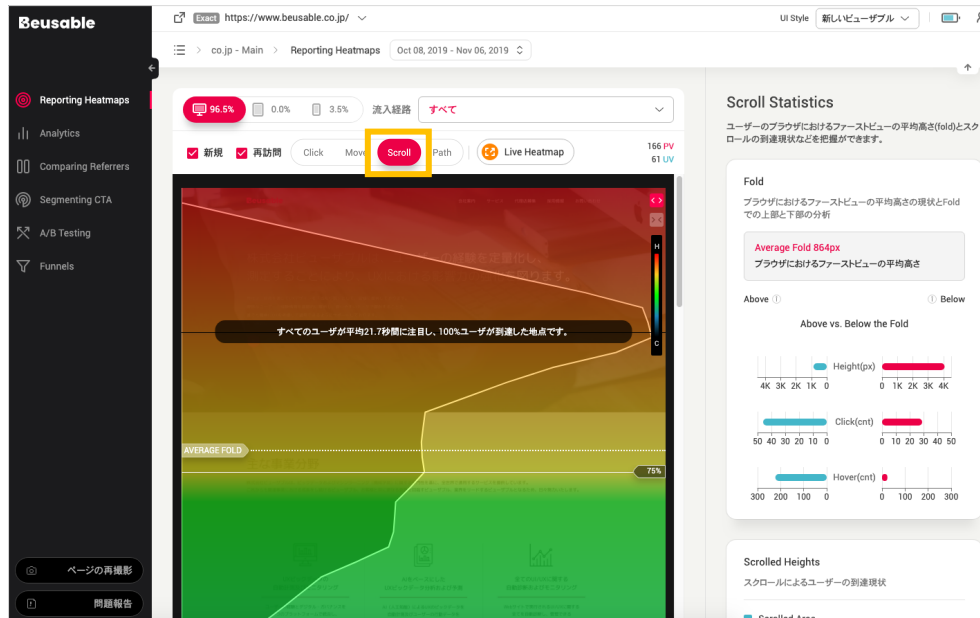 Beusable
Exact https://www.beusable.co.jp/
UI Style 新しいビューザブル
co.jp - Main > Reporting Heatmaps Oct 08, 2019 - Nov 06, 2019
Reporting Heatmaps
Analytics
Comparing Referrers
Segmenting CTA
A/B Testing
Funnels
ページの再撮影
問題報告
96.5% 0.0% 3.5% 流入経路 すべて
新規 再訪問 Click Move Scroll Path Live Heatmap
166 PV
61 UV
H
すべてのユーザが平均21.7秒間に注目し、100%ユーザが到達した地点です。
C
AVERAGE FOLD
75%
Scroll Statistics
ユーザーのブラウザにおけるファーストビューの平均高さ(fold)とスク
ロールの到達現状などを把握ができます。
Fold
ブラウザにおけるファーストビューの平均高さの現状とFold
での上部と下部の分析
Average Fold 864px
ブラウザにおけるファーストビューの平均高さ
Above Below
Above vs. Below the Fold
Height(px)
4K 3K 2K 1K 0 0 1K 2K 3K 4K
Click(cnt)
50 40 30 20 10 0 0 10 20 30 40 50
Hover(cnt)
300 200 100 0 0 100 200 300
Scrolled Heights
スクロールによるユーザーの到達現状
Scrolled Area